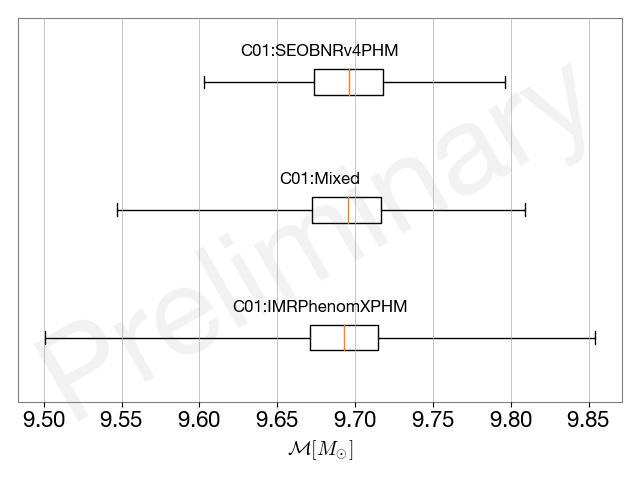 C01:SEOBNRv4PHM
C01:Mixed
C01:IMRPhenomXPHM
Preliminary
9.50 9.55 9.60 9.65 9.70 9.75 9.80 9.85
ℳ[M⊙]